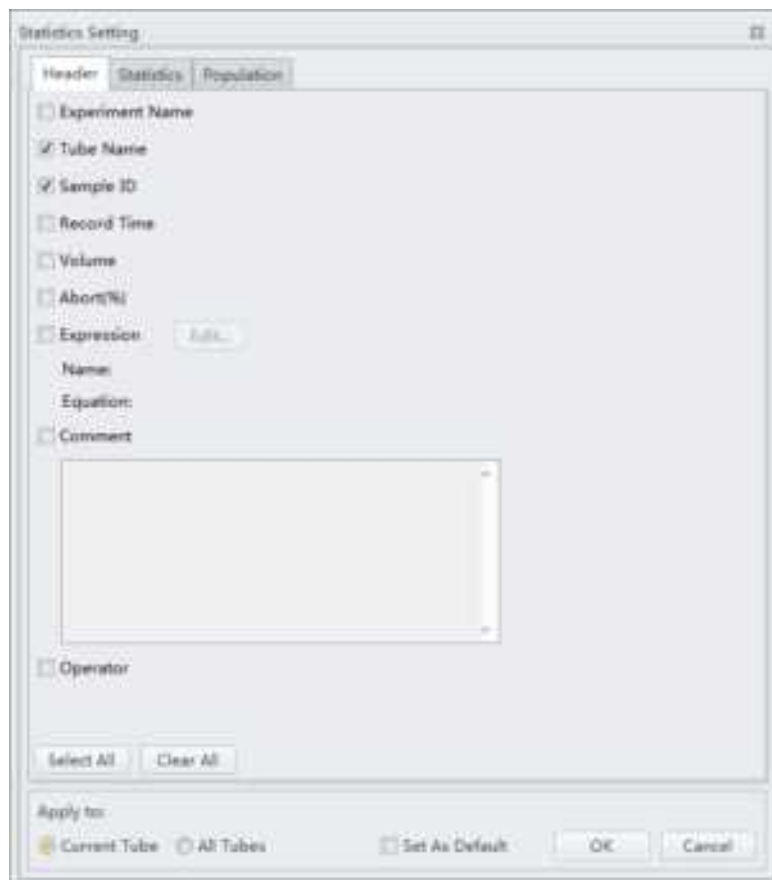 Statistics Setting
Header Statistics Population
Experiment Name
Tube Name
Sample ID
Record Time
Volume
Abort(%)
Expression Edit...
Name:
Equation:
Comment
Operator
Select All Clear All
Apply to:
Current Tube All Tubes Set As Default OK Cancel